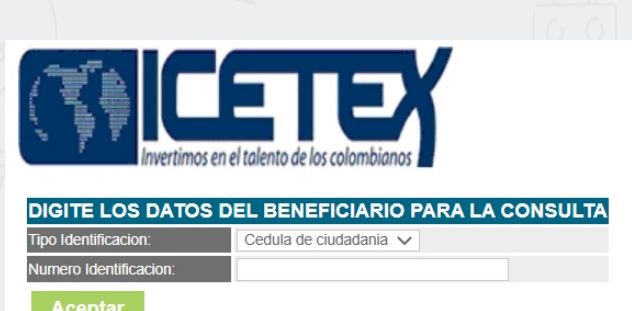 ICETEX
Invertimos en el talento de los colombianos
DIGITE LOS DATOS DEL BENEFICIARIO PARA LA CONSULTA
Tipo Identificacion: Cedula de ciudadania
Numero Identificacion:
Aceptar